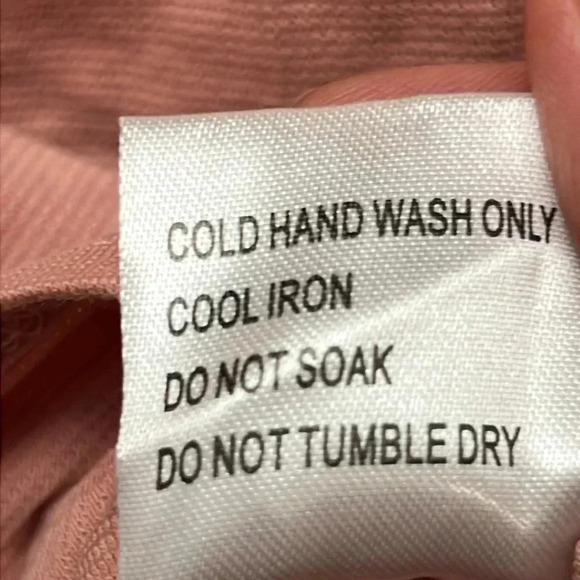 COLD HAND WASH ONLY
COOL IRON
DO NOT SOAK
DO NOT TUMBLE DRY